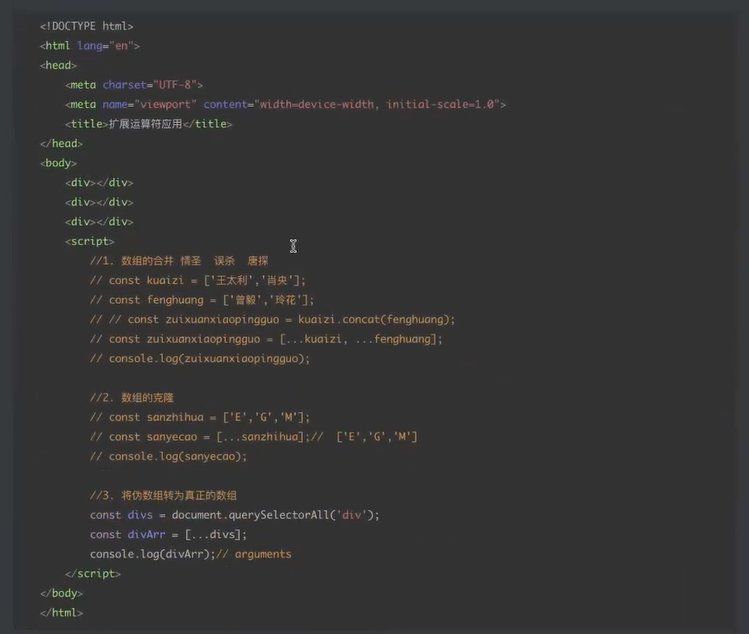 <!DOCTYPE html>
<html lang="en">
<head>
    <meta charset="UTF-8">
    <meta name="viewport" content="width=device-width, initial-scale=1.0">
    <title>扩展运算符应用</title>
</head>
<body>
    <div></div>
    <div></div>
    <div></div>
    <script>
        //1. 数组的合并 情圣  误杀  唐探
        // const kuaizi = ['王太利','肖央'];
        // const fenghuang = ['曾毅','玲花'];
        // // const zuixuanxiaopingguo = kuaizi.concat(fenghuang);
        // const zuixuanxiaopingguo = [...kuaizi, ...fenghuang];
        // console.log(zuixuanxiaopingguo);

        //2. 数组的克隆
        // const sanzhihua = ['E','G','M'];
        // const sanyecao = [...sanzhihua];//  ['E','G','M']
        // console.log(sanyecao);

        //3. 将伪数组转为真正的数组
        const divs = document.querySelectorAll('div');
        const divArr = [...divs];
        console.log(divArr);// arguments
    </script>
</body>
</html>